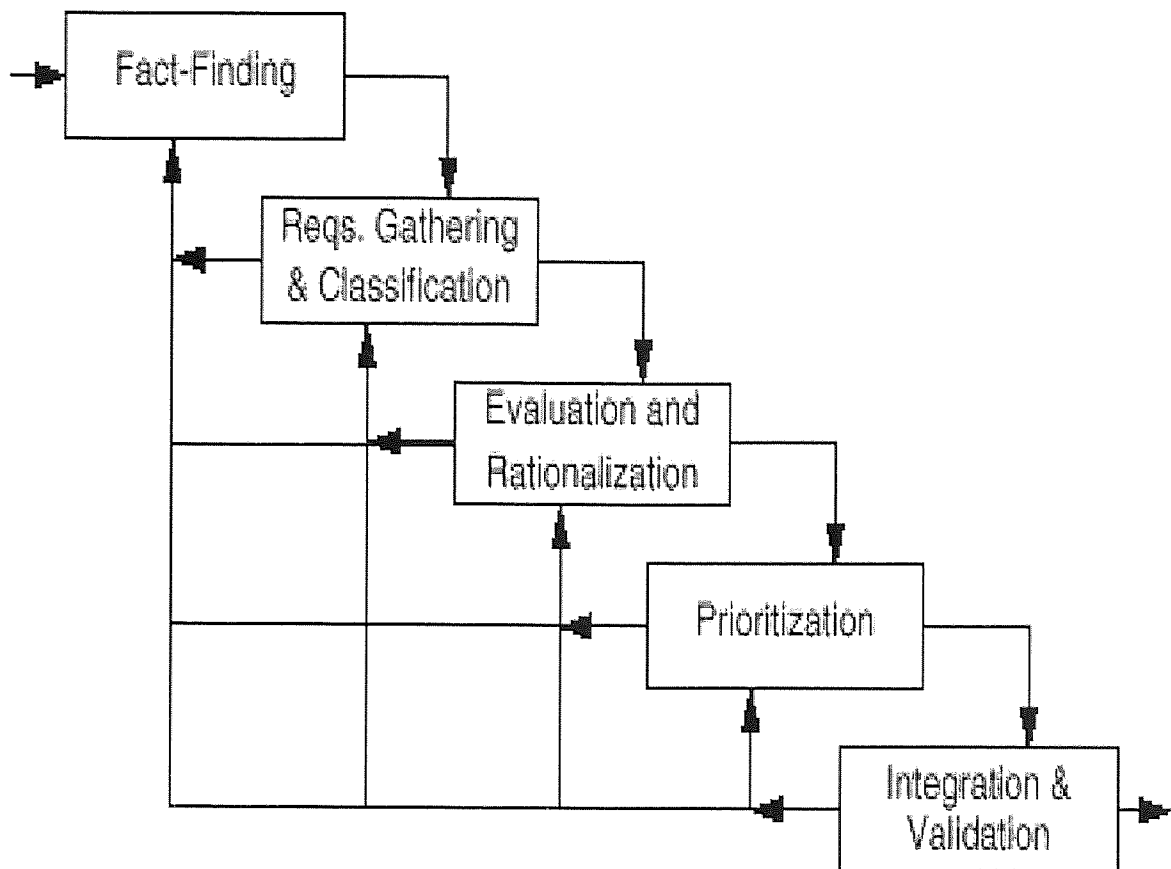 Fact-Finding
Reqs. Gathering
& Classification
Evaluation and
Rationalization
Prioritization
Integration &
Validation